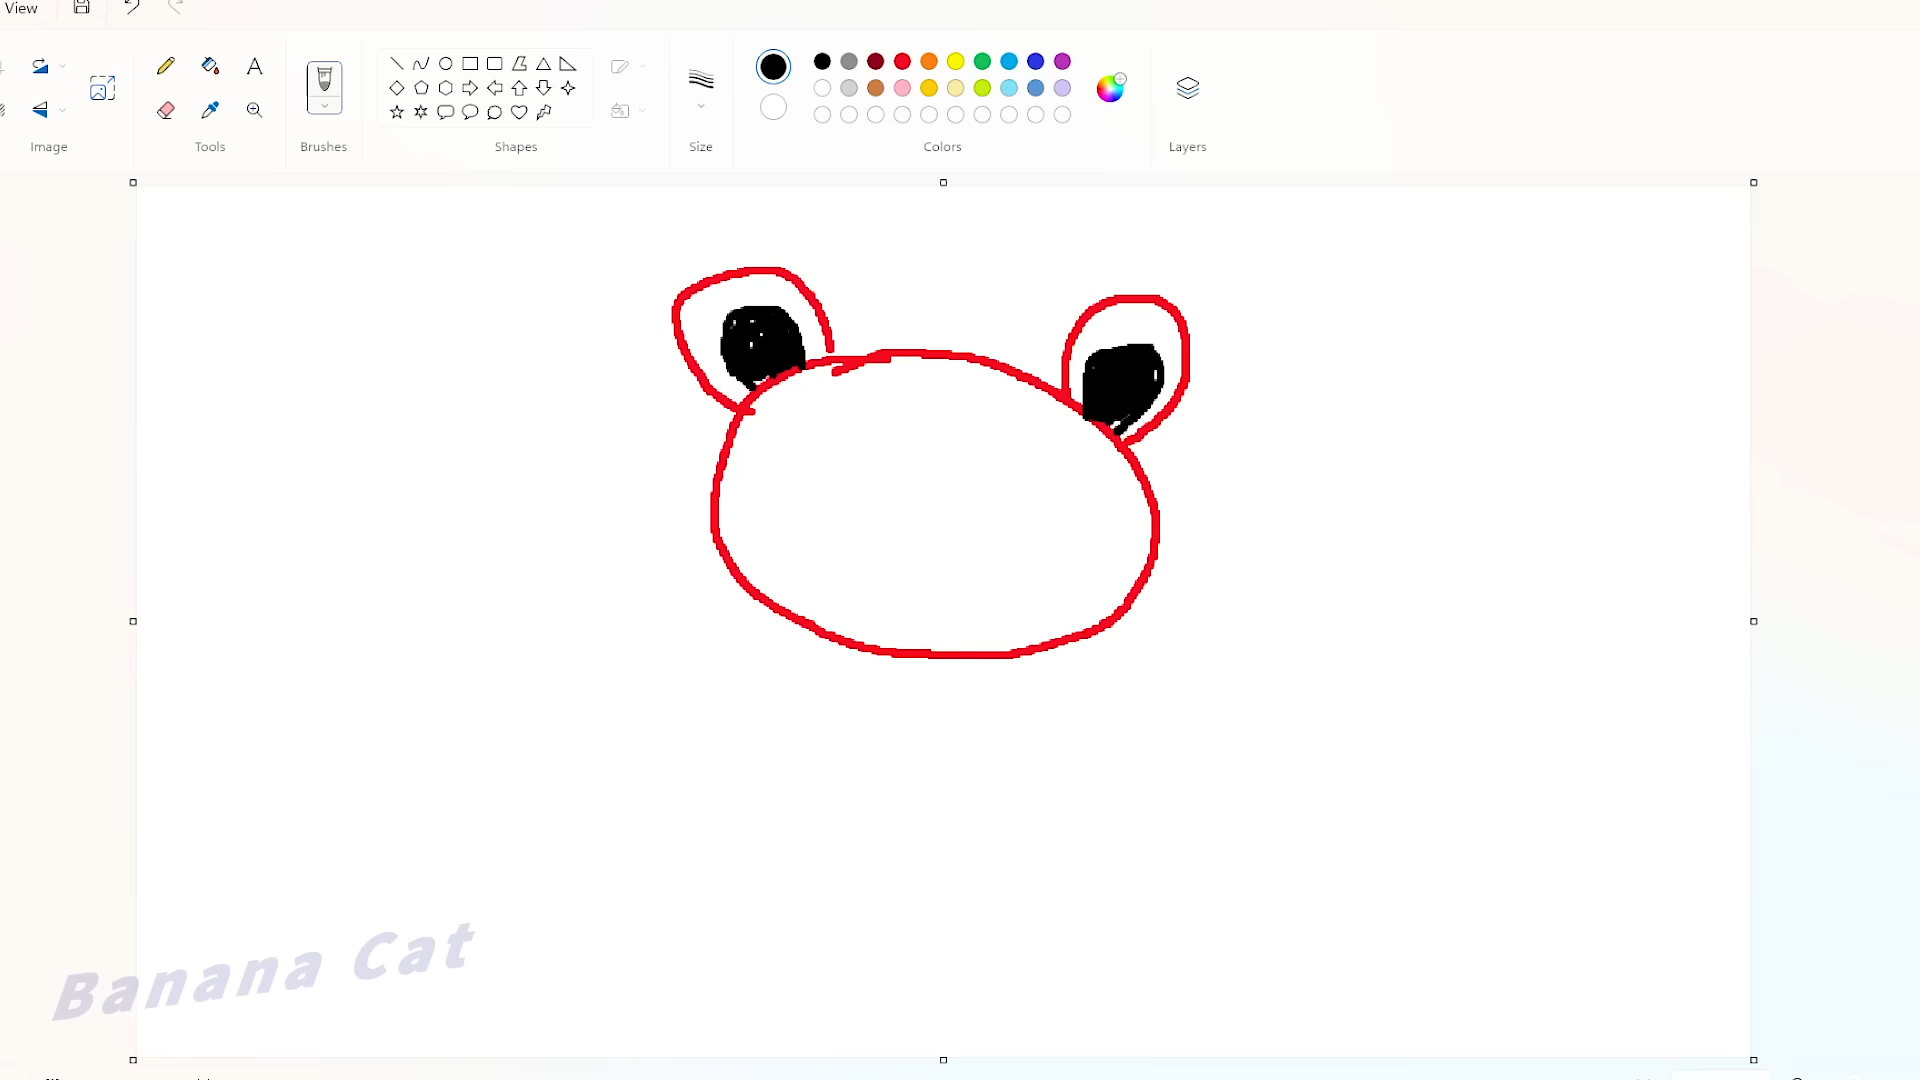 View
Image
Tools
Brushes
Shapes
Size
Colors
Layers
Banana Cat